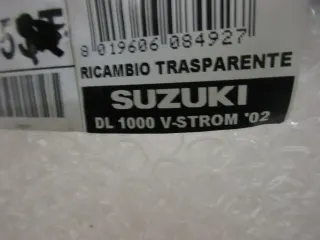 8 019606 084927
RICAMBIO TRASPARENTE
SUZUKI
DL 1000 V-STROM '02